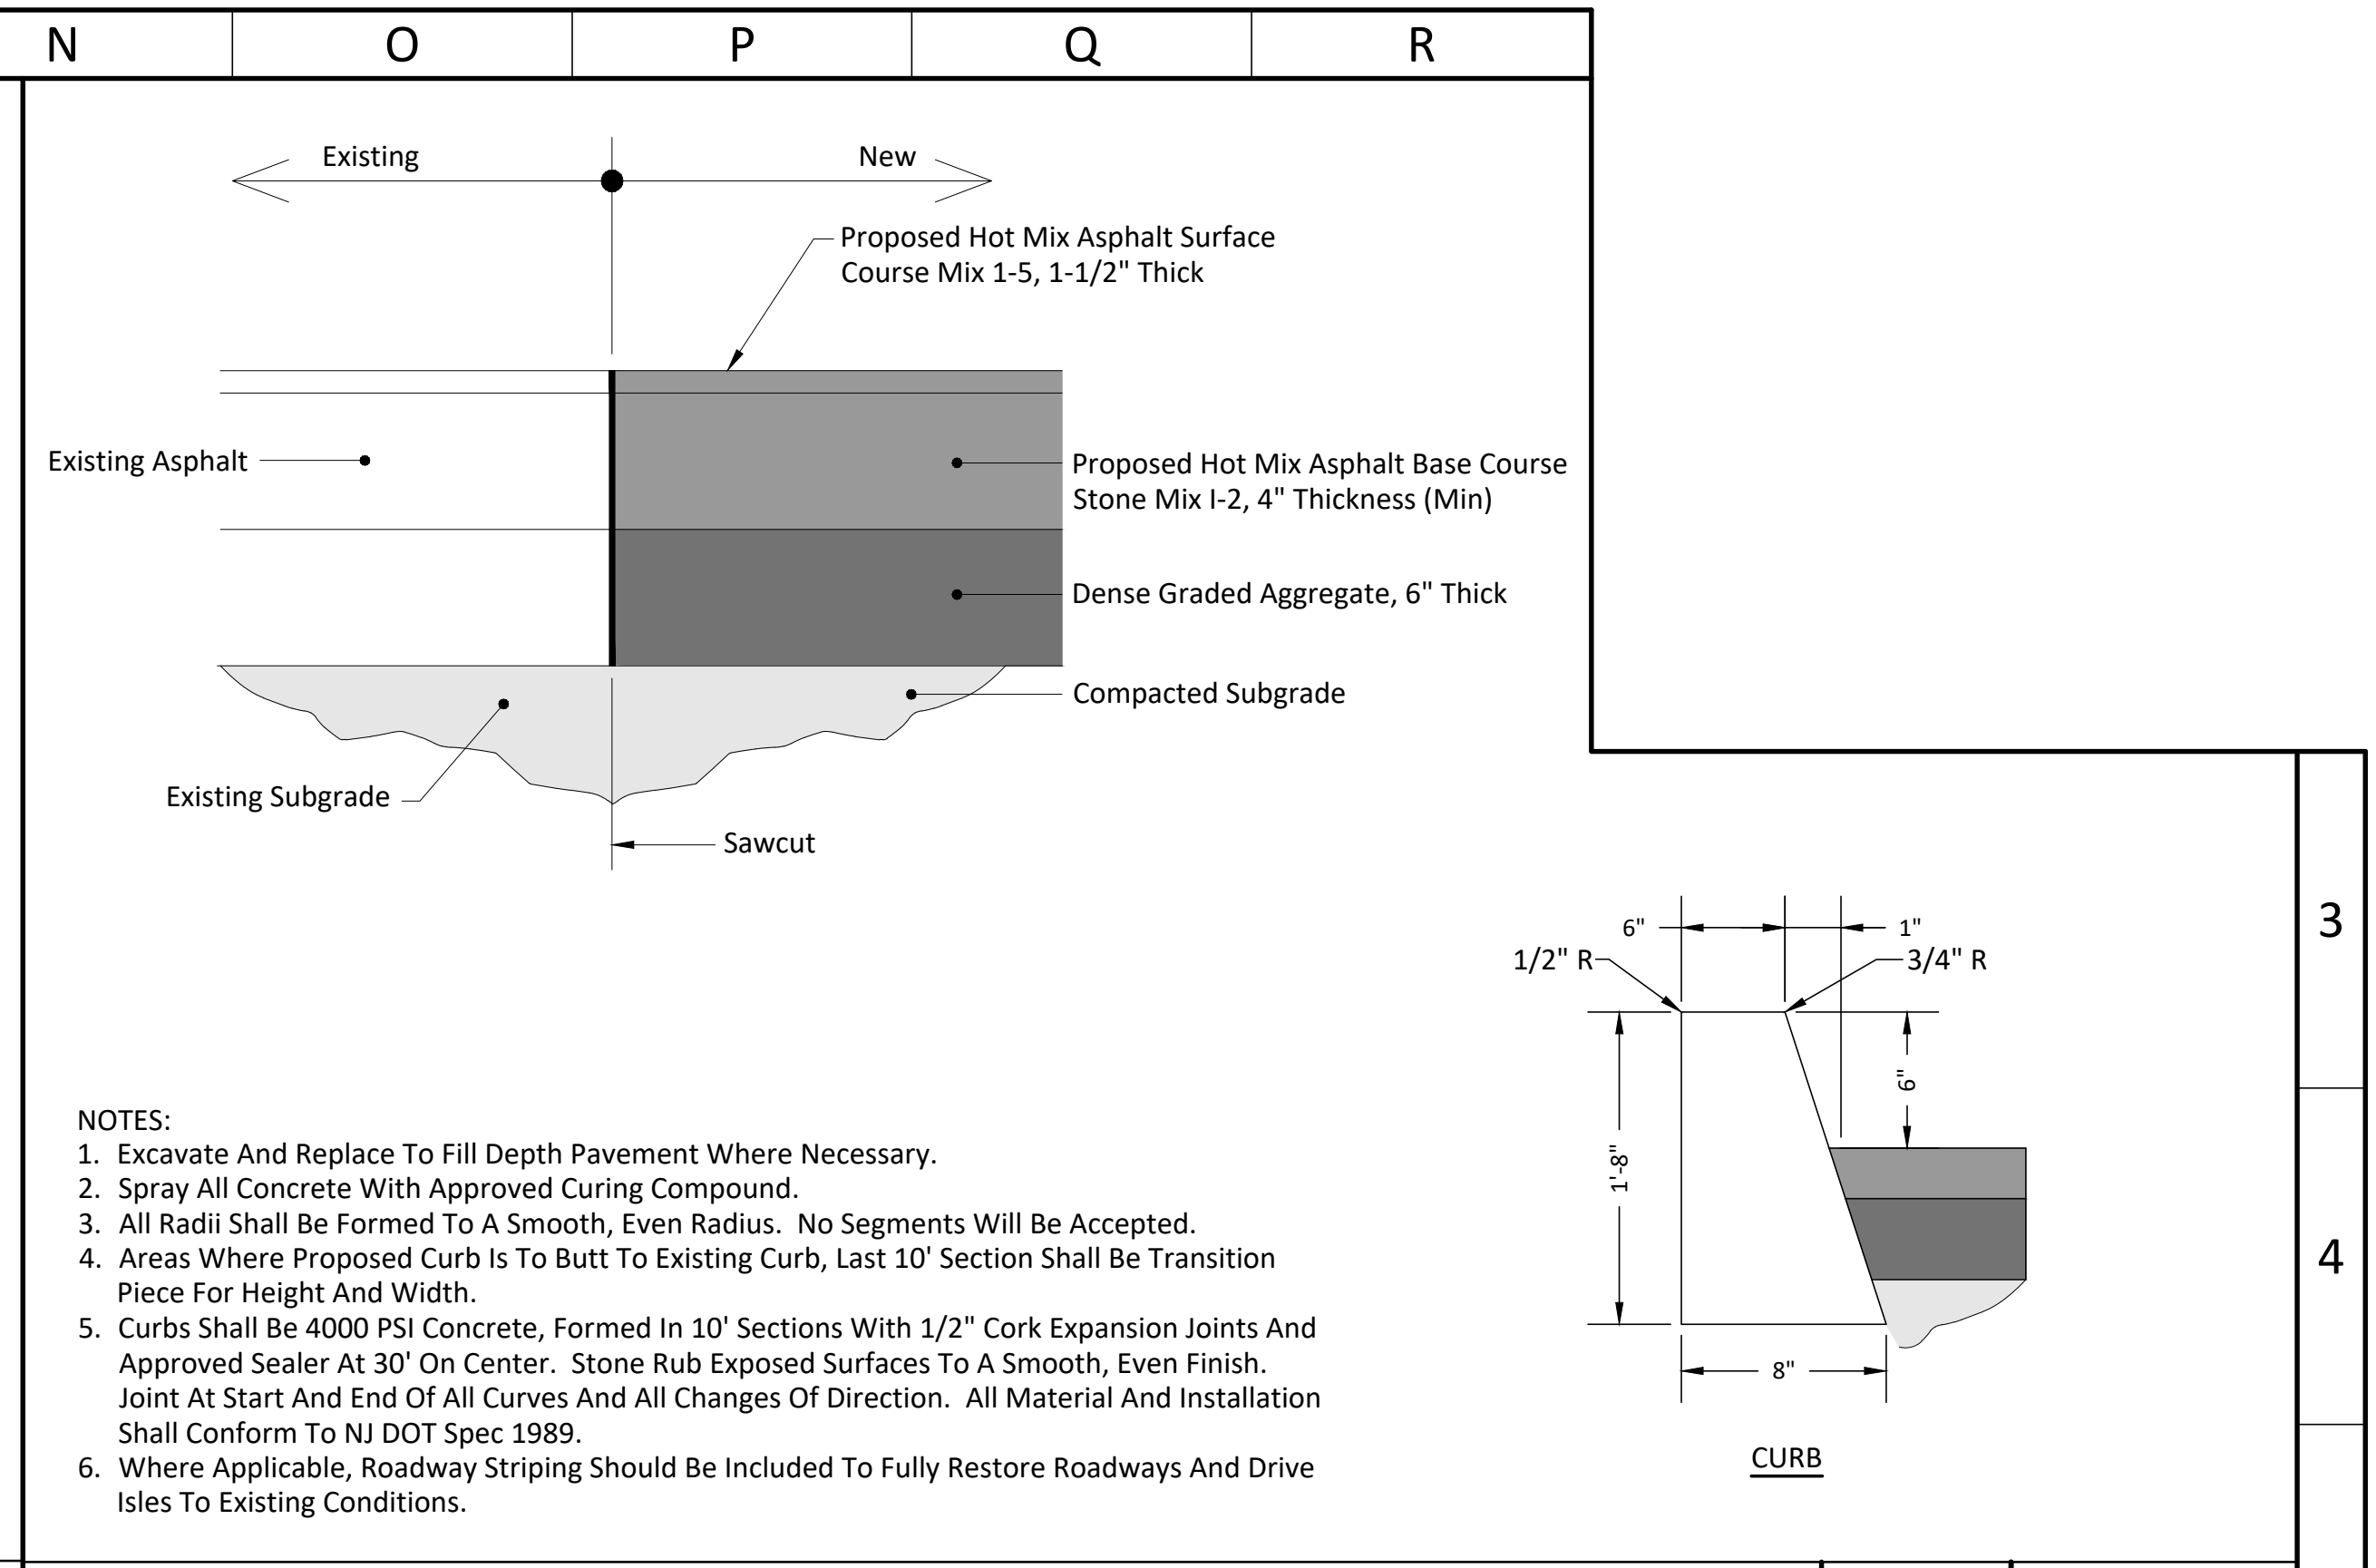 N O P Q R
Existing
New
Proposed Hot Mix Asphalt Surface
Course Mix 1-5, 1-1/2" Thick
Existing Asphalt
Proposed Hot Mix Asphalt Base Course
Stone Mix I-2, 4" Thickness (Min)
Dense Graded Aggregate, 6" Thick
Compacted Subgrade
Existing Subgrade
Sawcut
3
6"
1"
1/2" R
3/4" R
6"
1'-8"
8"
CURB
4
NOTES:
1. Excavate And Replace To Fill Depth Pavement Where Necessary.
2. Spray All Concrete With Approved Curing Compound.
3. All Radii Shall Be Formed To A Smooth, Even Radius. No Segments Will Be Accepted.
4. Areas Where Proposed Curb Is To Butt To Existing Curb, Last 10' Section Shall Be Transition
Piece For Height And Width.
5. Curbs Shall Be 4000 PSI Concrete, Formed In 10' Sections With 1/2" Cork Expansion Joints And
Approved Sealer At 30' On Center. Stone Rub Exposed Surfaces To A Smooth, Even Finish.
Joint At Start And End Of All Curves And All Changes Of Direction. All Material And Installation
Shall Conform To NJ DOT Spec 1989.
6. Where Applicable, Roadway Striping Should Be Included To Fully Restore Roadways And Drive
Isles To Existing Conditions.